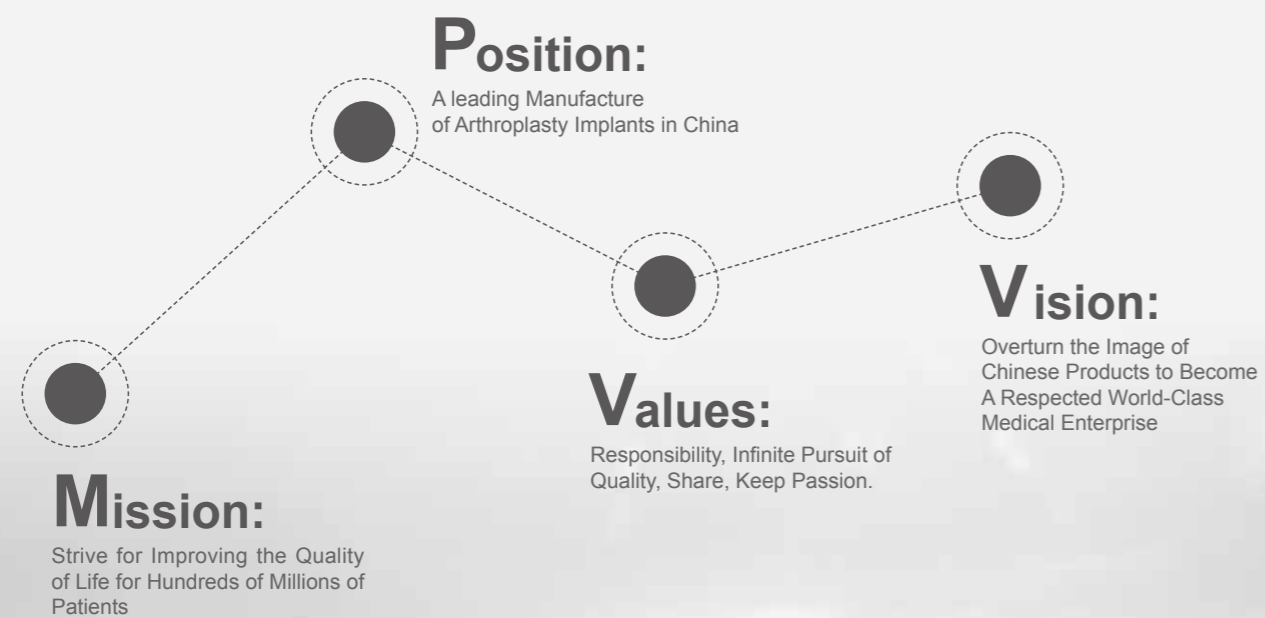 Position:
A leading Manufacture
of Arthroplasty Implants in China
Vision:
Overturn the Image of
Chinese Products to Become
A Respected World-Class
Medical Enterprise
Values:
Responsibility, Infinite Pursuit of
Quality, Share, Keep Passion.
Mission:
Strive for Improving the Quality
of Life for Hundreds of Millions of
Patients